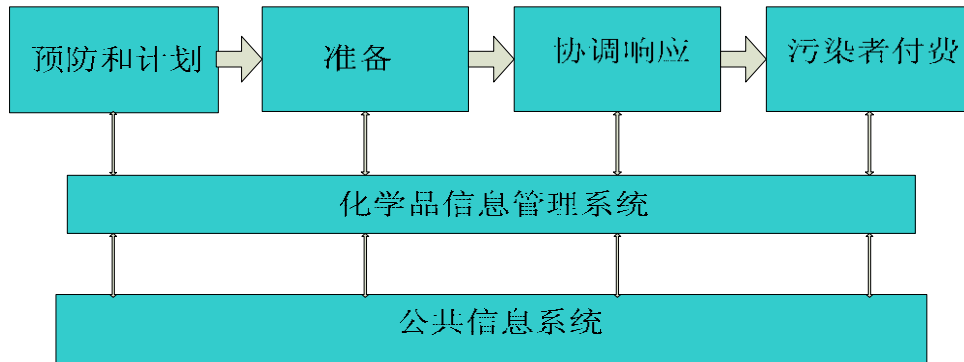 预防和计划
准备
协调响应
污染者付费
化学品信息管理系统
公共信息系统